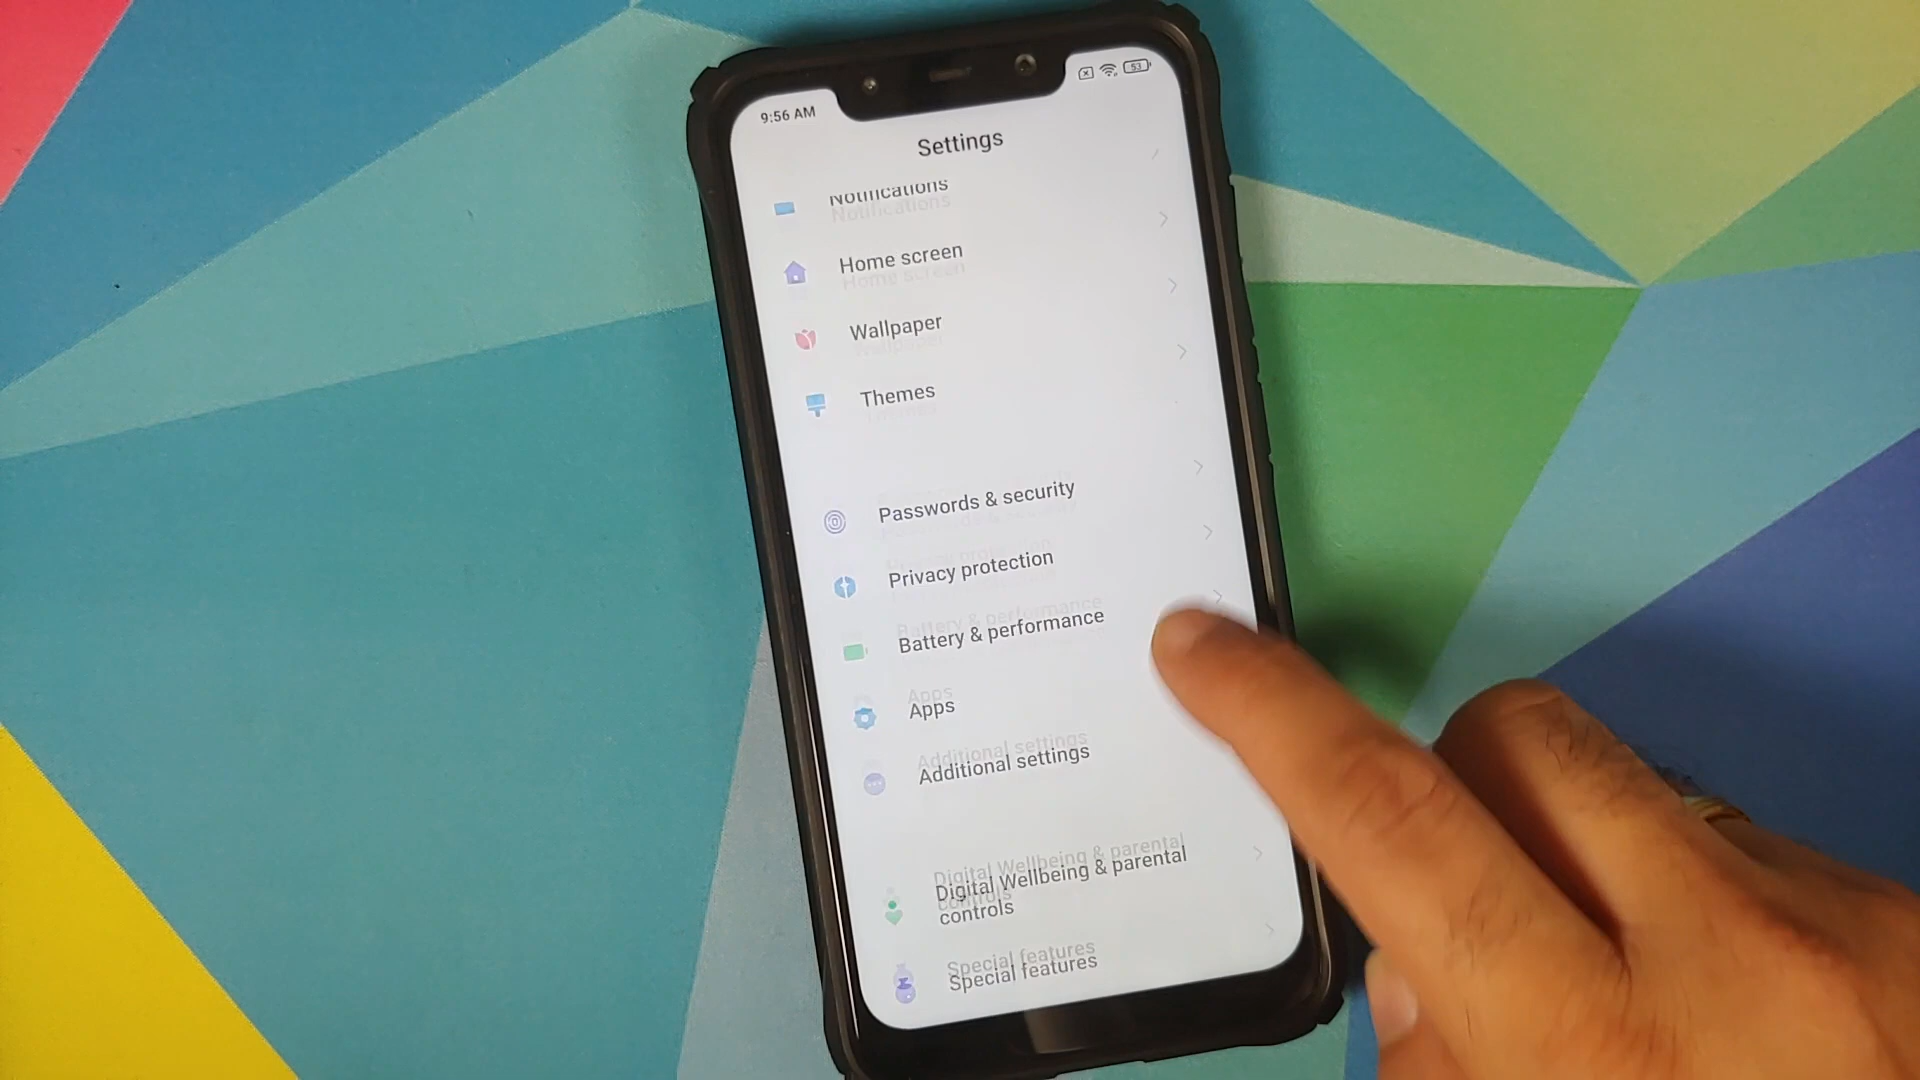 9:56 AM
53
Settings
Notifications
Home screen
Wallpaper
Themes
Passwords & security
Privacy protection
Battery & performance
Apps
Additional settings
Digital Wellbeing & parental
controls
Special features